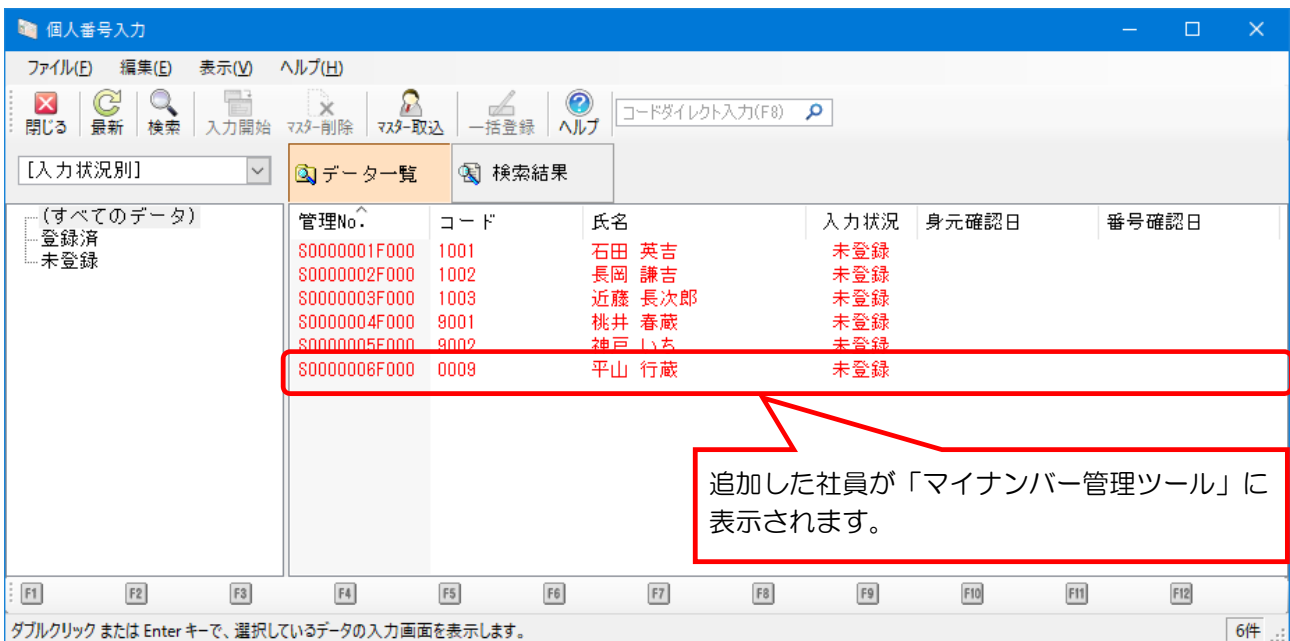 個人番号入力
ファイル(F) 編集(E) 表示(V) ヘルプ(H)
閉じる 最新 検索 入力開始 マスター削除 マスター取込 一括登録 ヘルプ コードダイレクト入力(F8)
[入力状況別] データ一覧 検索結果
(すべてのデータ)
登録済
未登録
管理No. コード 氏名 入力状況 身元確認日 番号確認日
S0000001F000 1001 石田 英吉 未登録
S0000002F000 1002 長岡 謙吉 未登録
S0000003F000 1003 近藤 長次郎 未登録
S0000004F000 9001 桃井 春蔵 未登録
S0000005F000 9002 神戸 いち 未登録
S0000006F000 0009 平山 行蔵 未登録
追加した社員が「マイナンバー管理ツール」に
表示されます。
F1 F2 F3 F4 F5 F6 F7 F8 F9 F10 F11 F12
ダブルクリック または Enter キーで、選択しているデータの入力画面を表示します。 6件